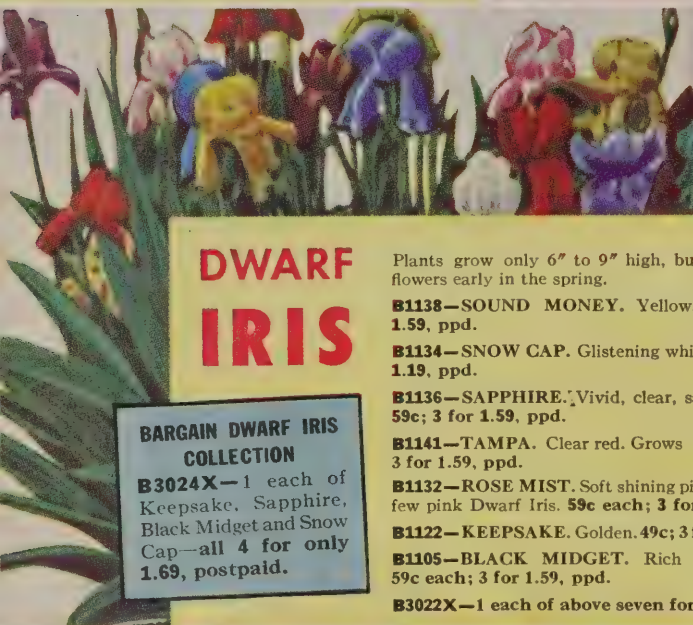 DWARF
IRIS
BARGAIN DWARF IRIS
COLLECTION
B3024X—1 each of
Keepsake, Sapphire,
Black Midget and Snow
Cap—all 4 for only
1.69, postpaid.
Plants grow only 6″ to 9″ high, bu
flowers early in the spring.
B1138—SOUND MONEY. Yellow
1.59, ppd.
B1134—SNOW CAP. Glistening whi
1.19, ppd.
B1136—SAPPHIRE. Vivid, clear, s
59c; 3 for 1.59, ppd.
B1141—TAMPA. Clear red. Grows
3 for 1.59, ppd.
B1132—ROSE MIST. Soft shining pi
few pink Dwarf Iris. 59c each; 3 fo
B1122—KEEPSAKE. Golden. 49c; 3
B1105—BLACK MIDGET. Rich
59c each; 3 for 1.59, ppd.
B3022X—1 each of above seven for